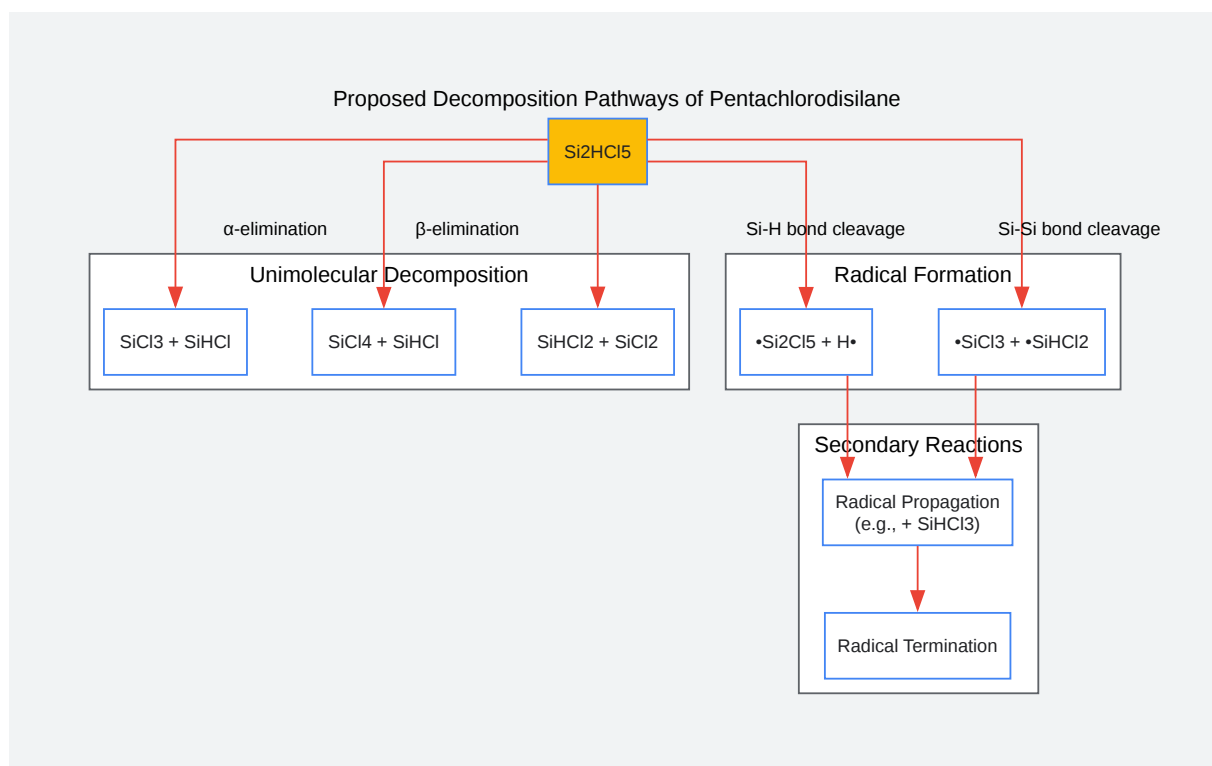 Proposed Decomposition Pathways of Pentachlorodisilane
Si2HCl5
α-elimination
β-elimination
Si-H bond cleavage
Si-Si bond cleavage
Unimolecular Decomposition
Radical Formation
SiCl3 + SiHCl
SiCl4 + SiHCl
SiHCl2 + SiCl2
•Si2Cl5 + H•
•SiCl3 + •SiHCl2
Secondary Reactions
Radical Propagation
(e.g., + SiHCl3)
Radical Termination